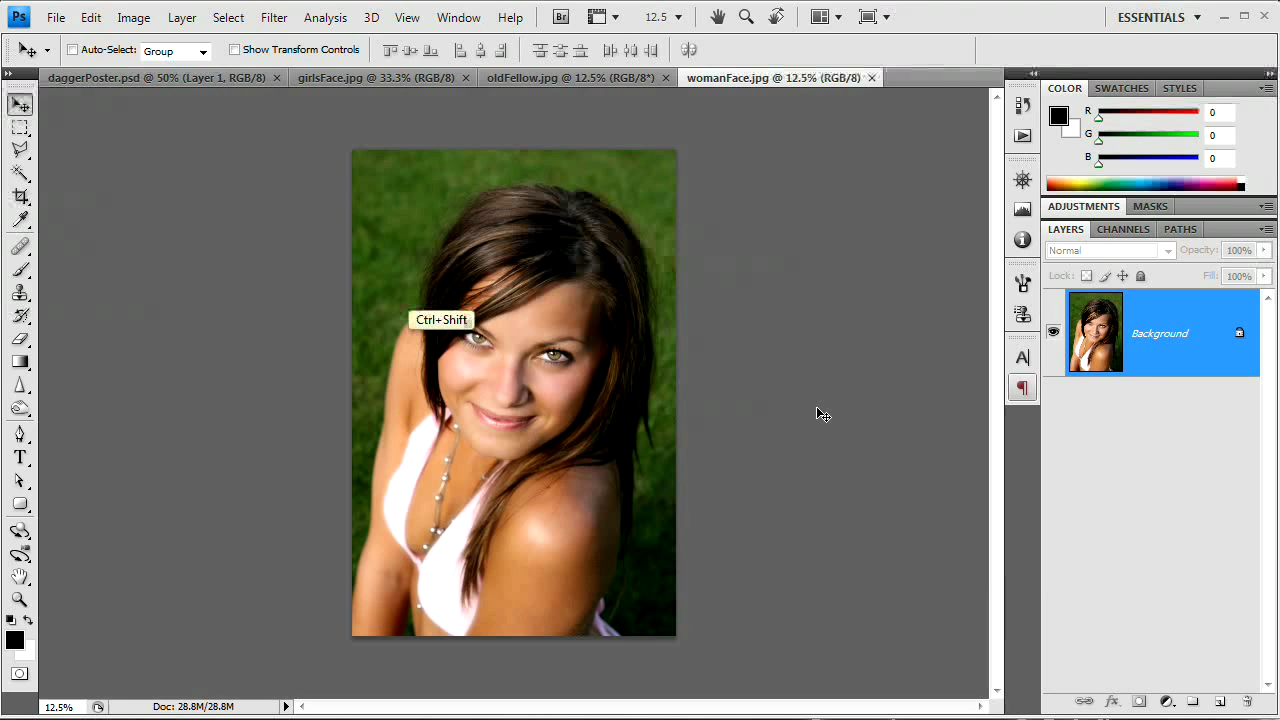 Ps File Edit Image Layer Select Filter Analysis 3D View Window Help Br 12.5 ESSENTIALS
Auto-Select: Group Show Transform Controls
daggerPoster.psd @ 50% (Layer 1, RGB/8) girlsFace.jpg @ 33.3% (RGB/8) oldFellow.jpg @ 12.5% (RGB/8*) womanFace.jpg @ 12.5% (RGB/8)
COLOR SWATCHES STYLES
R 0
G 0
B 0
ADJUSTMENTS MASKS
LAYERS CHANNELS PATHS
Normal Opacity: 100%
Lock: Fill: 100%
Ctrl+Shift
Background
12.5% Doc: 28.8M/28.8M